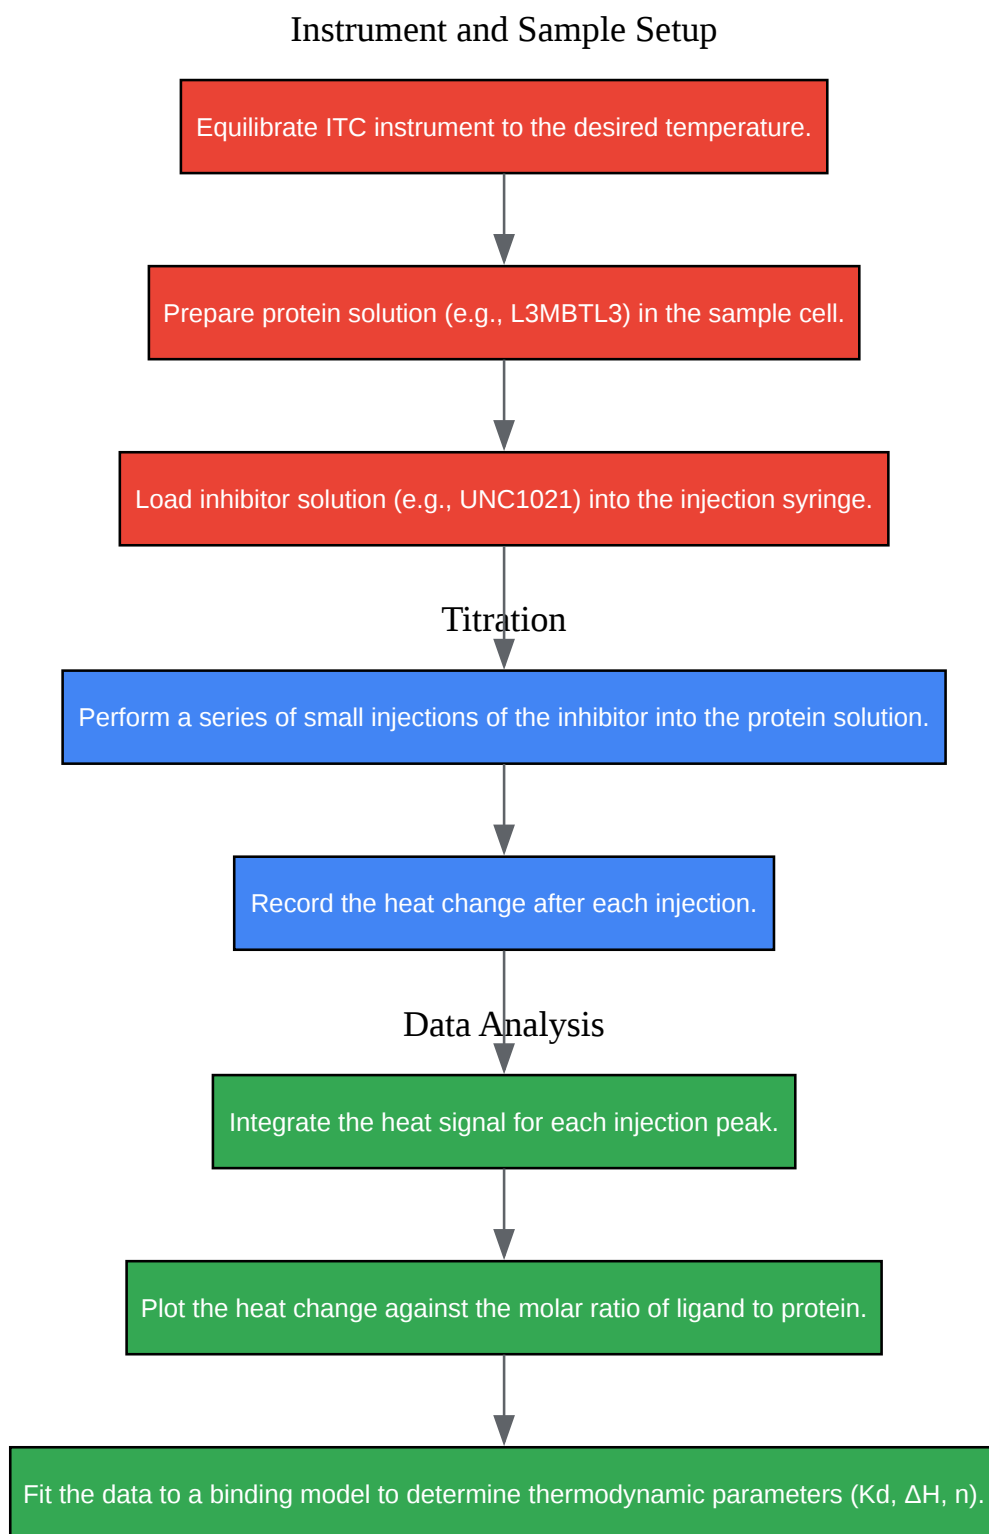 Instrument and Sample Setup
Equilibrate ITC instrument to the desired temperature.
Prepare protein solution (e.g., L3MBTL3) in the sample cell.
Load inhibitor solution (e.g., UNC1021) into the injection syringe.
Titration
Perform a series of small injections of the inhibitor into the protein solution.
Record the heat change after each injection.
Data Analysis
Integrate the heat signal for each injection peak.
Plot the heat change against the molar ratio of ligand to protein.
Fit the data to a binding model to determine thermodynamic parameters (Kd, ΔH, n).